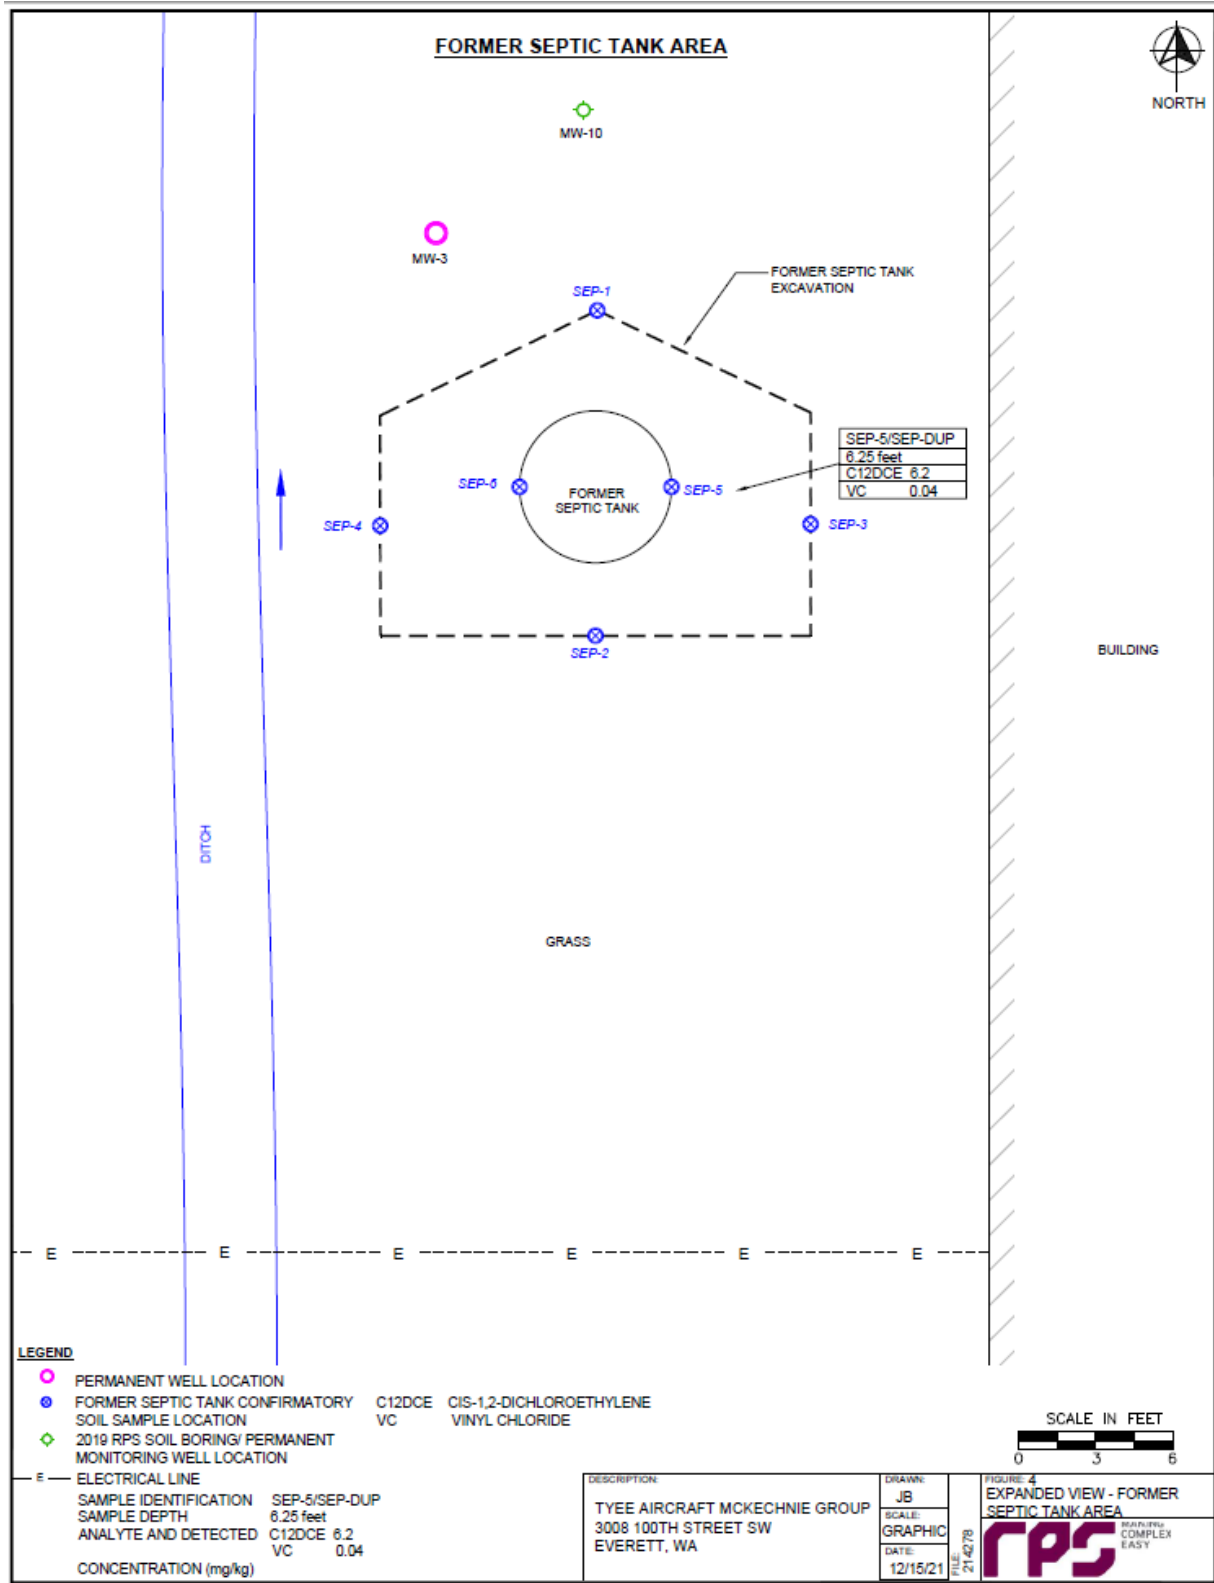 FORMER SEPTIC TANK AREA
NORTH
MW-10
MW-3
FORMER SEPTIC TANK
EXCAVATION
SEP-1
SEP-5/SEP-DUP
6.25 feet
C12DCE 6.2
VC 0.04
SEP-6
FORMER
SEPTIC TANK
SEP-5
SEP-4
SEP-3
SEP-2
BUILDING
DITCH
GRASS
E E E E E E
LEGEND
PERMANENT WELL LOCATION
FORMER SEPTIC TANK CONFIRMATORY
SOIL SAMPLE LOCATION
C12DCE CIS-1,2-DICHLOROETHYLENE
VC VINYL CHLORIDE
2019 RPS SOIL BORING/ PERMANENT
MONITORING WELL LOCATION
E ELECTRICAL LINE
SAMPLE IDENTIFICATION SEP-5/SEP-DUP
SAMPLE DEPTH 6.25 feet
ANALYTE AND DETECTED C12DCE 6.2
VC 0.04
CONCENTRATION (mg/kg)
SCALE IN FEET
0 3 6
DESCRIPTION:
TYEE AIRCRAFT MCKECHNIE GROUP
3008 100TH STREET SW
EVERETT, WA
DRAWN:
JB
SCALE:
GRAPHIC
DATE:
12/15/21
FILE:
214278
FIGURE: 4
EXPANDED VIEW - FORMER
SEPTIC TANK AREA
rps
MAKING
COMPLEX
EASY